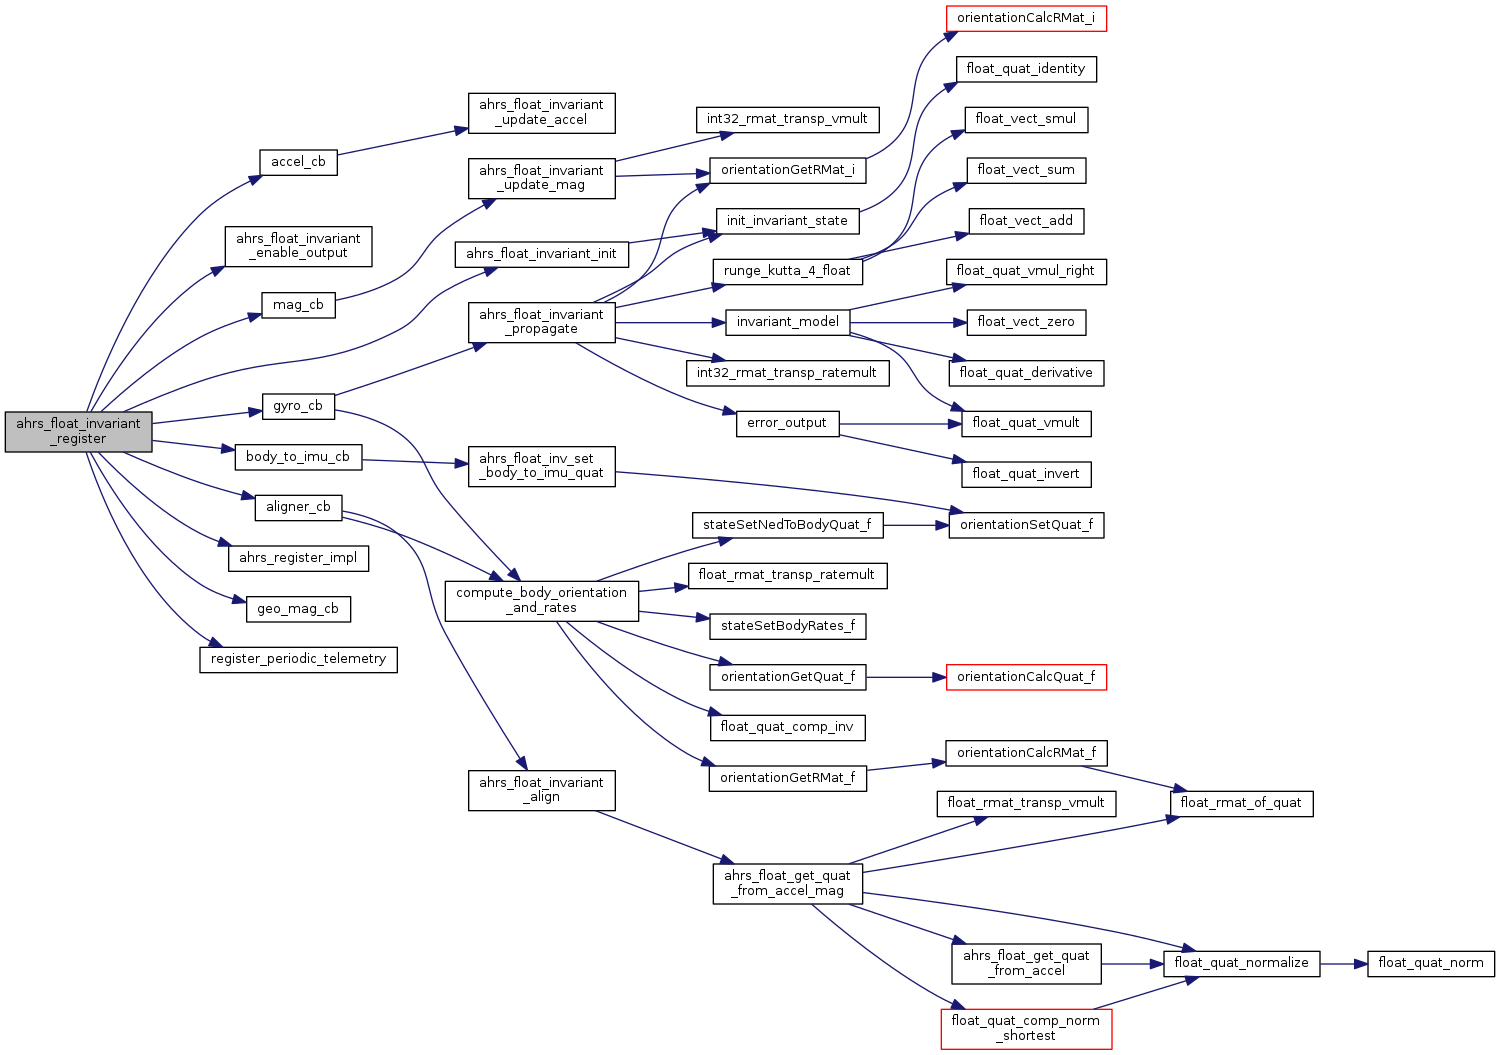 orientationCalcRMat_i
float_quat_identity
ahrs_float_invariant
_update_accel
int32_rmat_transp_vmult
float_vect_smul
accel_cb
ahrs_float_invariant
_update_mag
orientationGetRMat_i
float_vect_sum
init_invariant_state
float_vect_add
ahrs_float_invariant
_enable_output
ahrs_float_invariant_init
runge_kutta_4_float
float_quat_vmul_right
mag_cb
ahrs_float_invariant
_propagate
invariant_model
float_vect_zero
int32_rmat_transp_ratemult
float_quat_derivative
gyro_cb
error_output
float_quat_vmult
ahrs_float_invariant
_register
body_to_imu_cb
ahrs_float_inv_set
_body_to_imu_quat
float_quat_invert
aligner_cb
stateSetNedToBodyQuat_f
orientationSetQuat_f
ahrs_register_impl
float_rmat_transp_ratemult
geo_mag_cb
compute_body_orientation
_and_rates
stateSetBodyRates_f
register_periodic_telemetry
orientationGetQuat_f
orientationCalcQuat_f
float_quat_comp_inv
orientationGetRMat_f
orientationCalcRMat_f
ahrs_float_invariant
_align
float_rmat_transp_vmult
float_rmat_of_quat
ahrs_float_get_quat
_from_accel_mag
ahrs_float_get_quat
_from_accel
float_quat_normalize
float_quat_norm
float_quat_comp_norm
_shortest